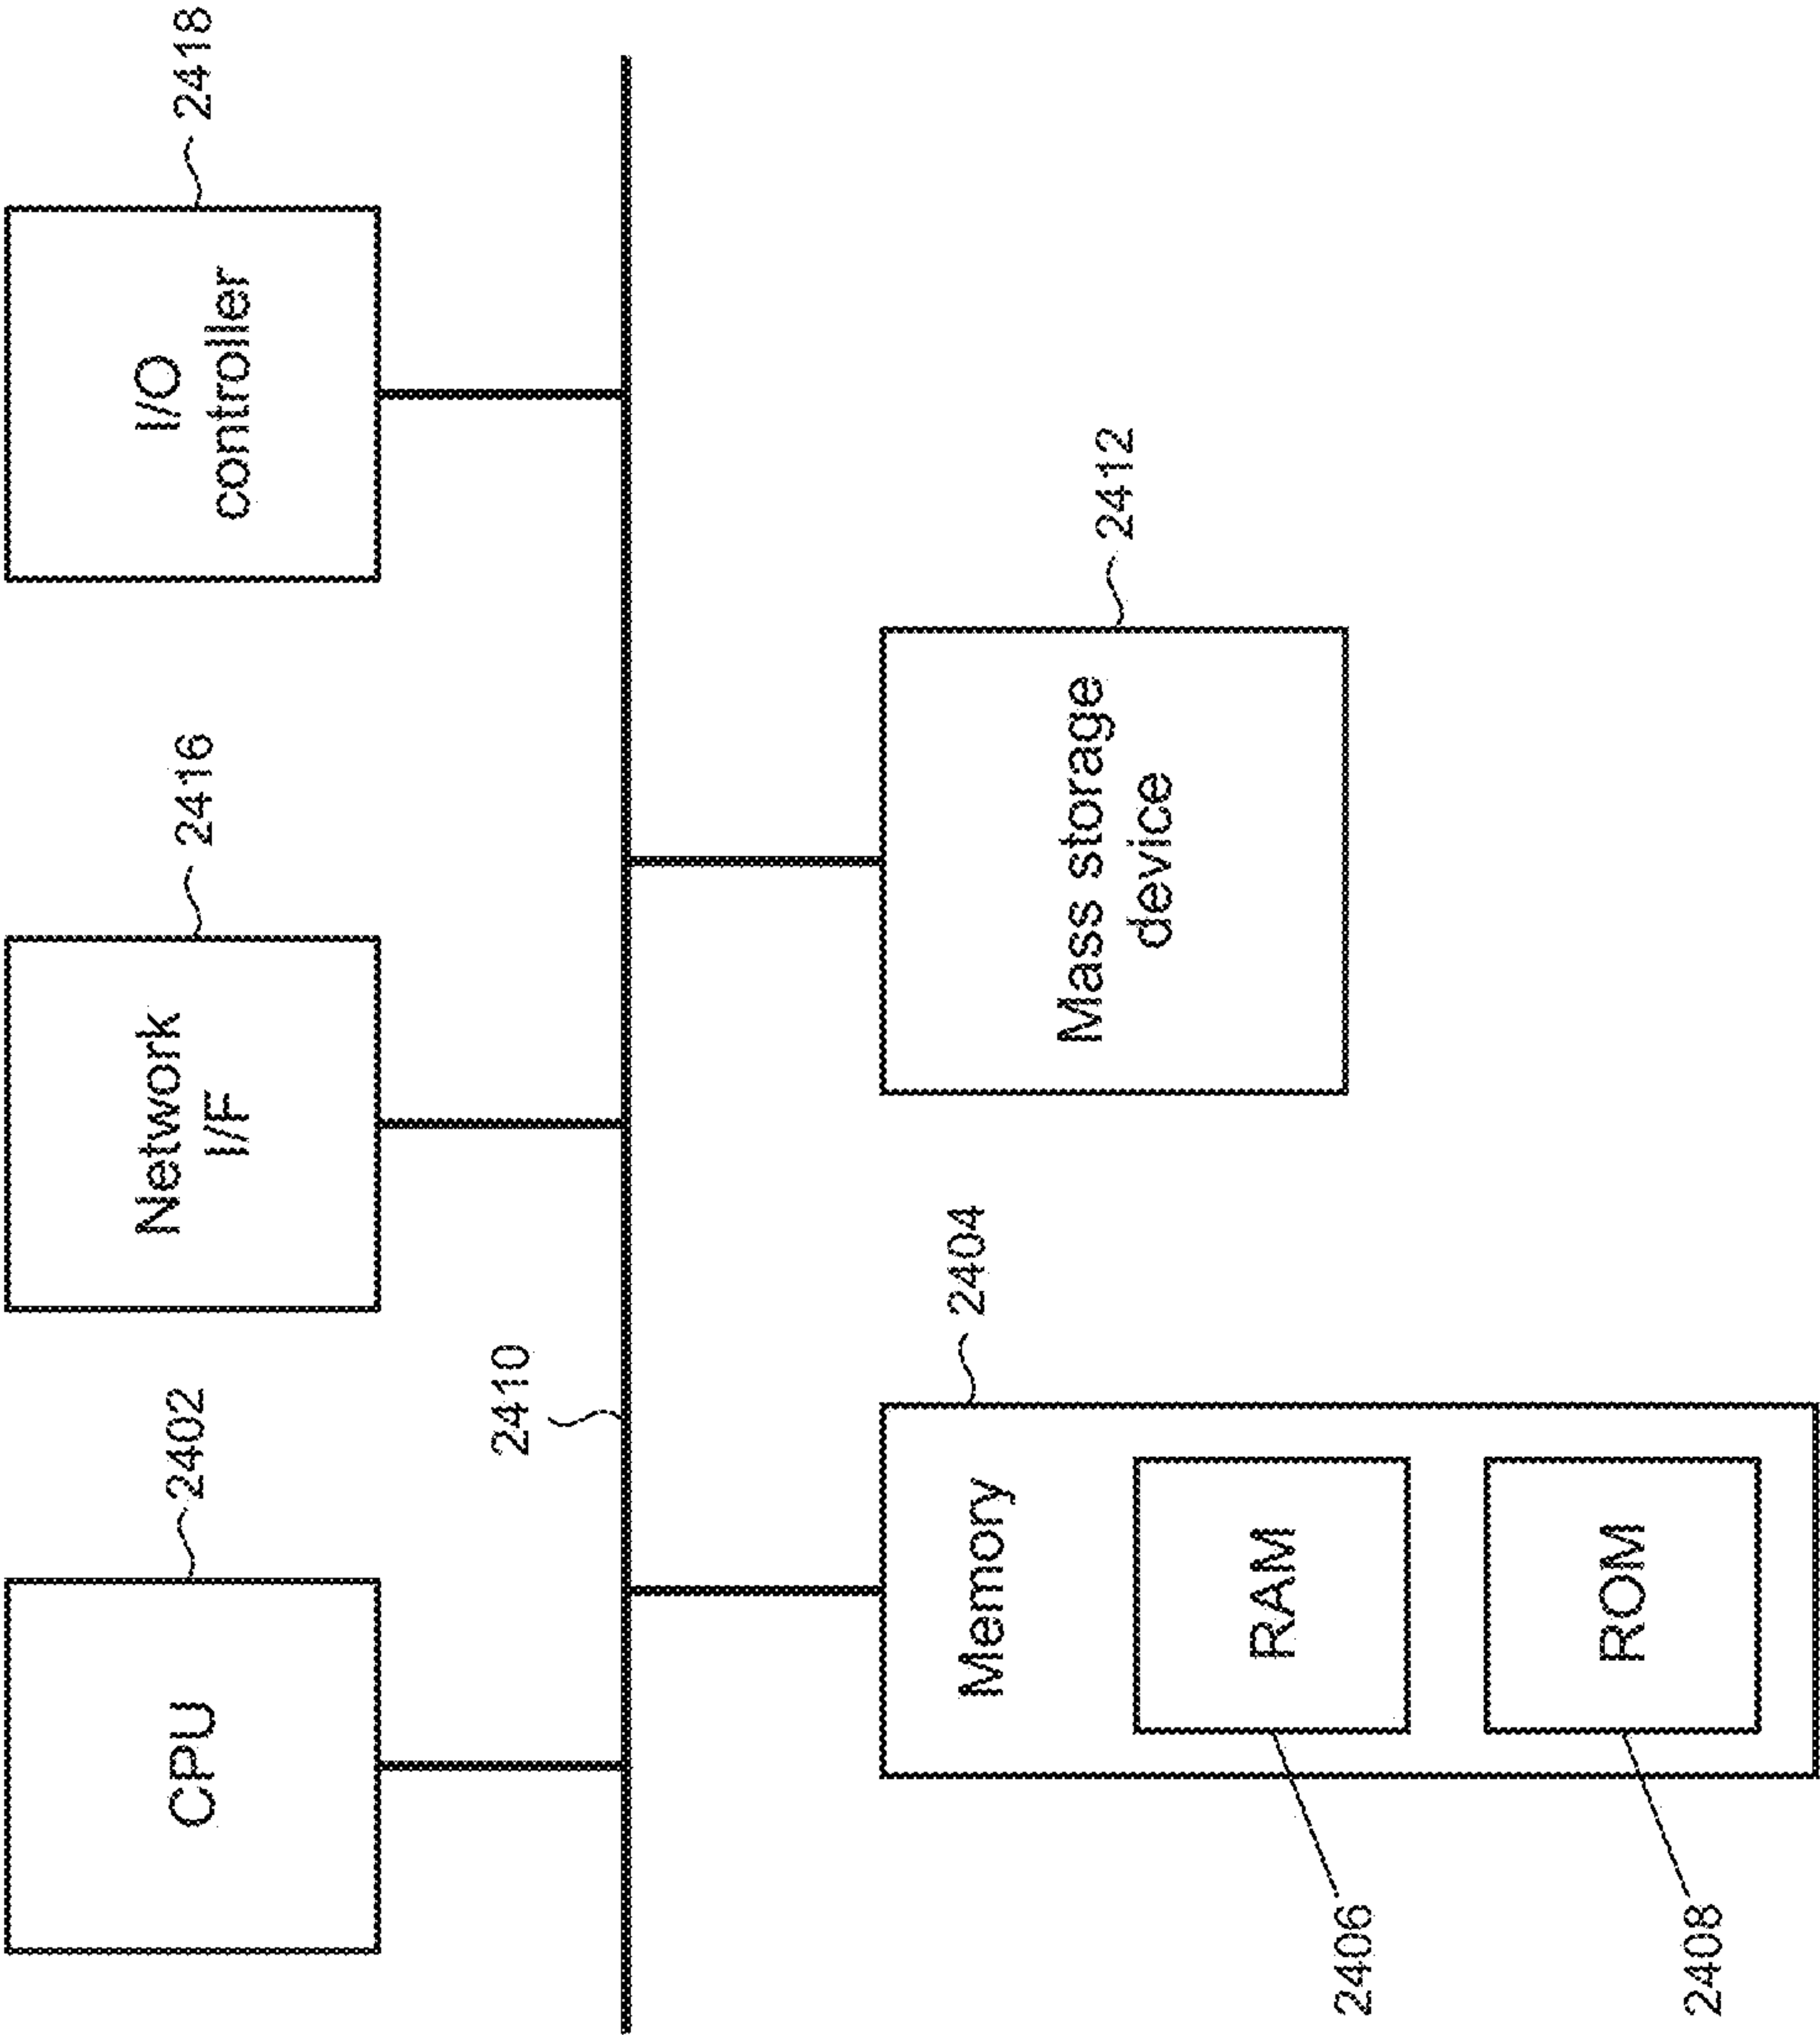 CPU
2402
Network
I/F
2416
I/O
controller
2418
2410
Memory
2404
RAM
2406
ROM
2408
Mass storage
device
2412